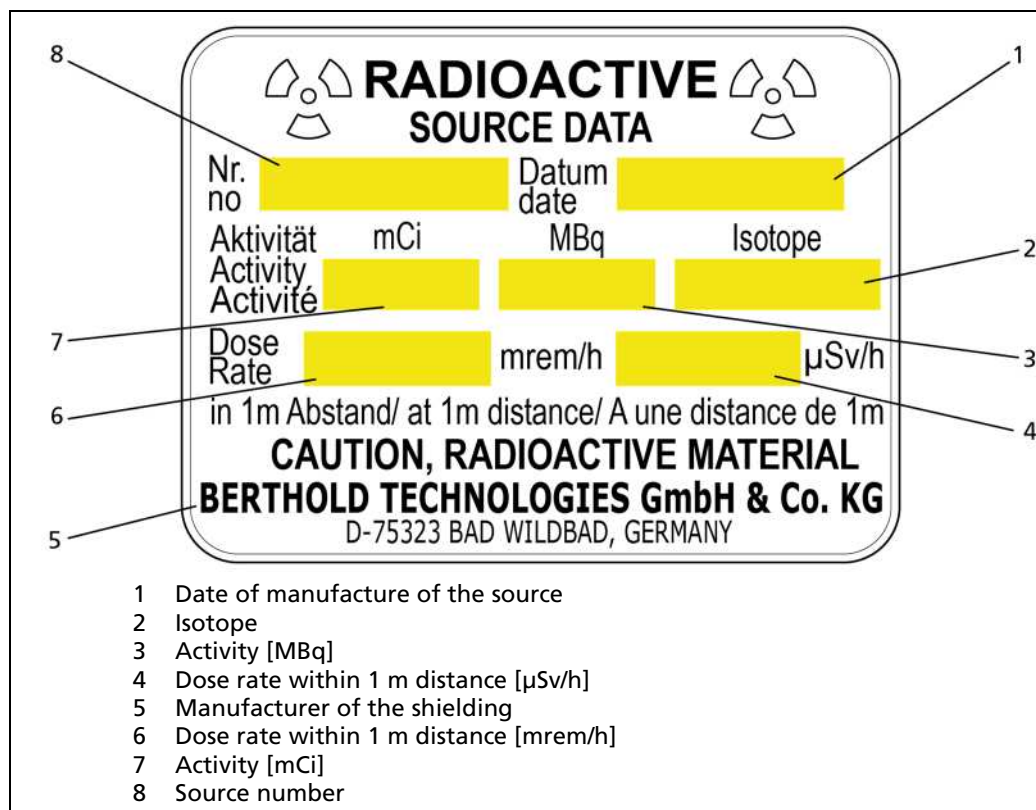 8
1
RADIOACTIVE
SOURCE DATA
Nr. no Datum date
Aktivität mCi MBq Isotope
2
Activity
Activité
7
3
Dose Rate mrem/h µSv/h
6
in 1m Abstand/ at 1m distance/ A une distance de 1m
4
CAUTION, RADIOACTIVE MATERIAL
BERTHOLD TECHNOLOGIES GmbH & Co. KG
5
D-75323 BAD WILDBAD, GERMANY
1 Date of manufacture of the source
2 Isotope
3 Activity [MBq]
4 Dose rate within 1 m distance [µSv/h]
5 Manufacturer of the shielding
6 Dose rate within 1 m distance [mrem/h]
7 Activity [mCi]
8 Source number